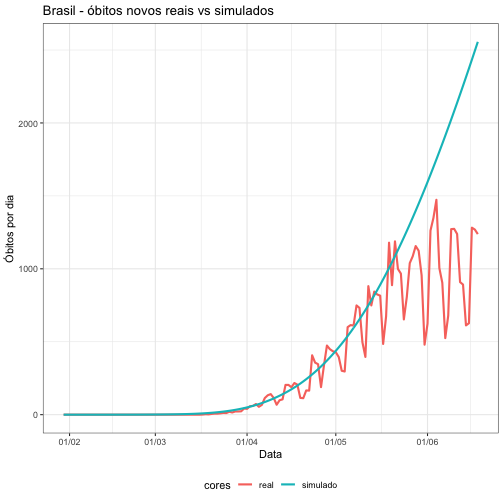 Brasil - óbitos novos reais vs simulados
Óbitos por dia
2000
1000
0
01/02
01/03
01/04
01/05
01/06
Data
cores
real
simulado